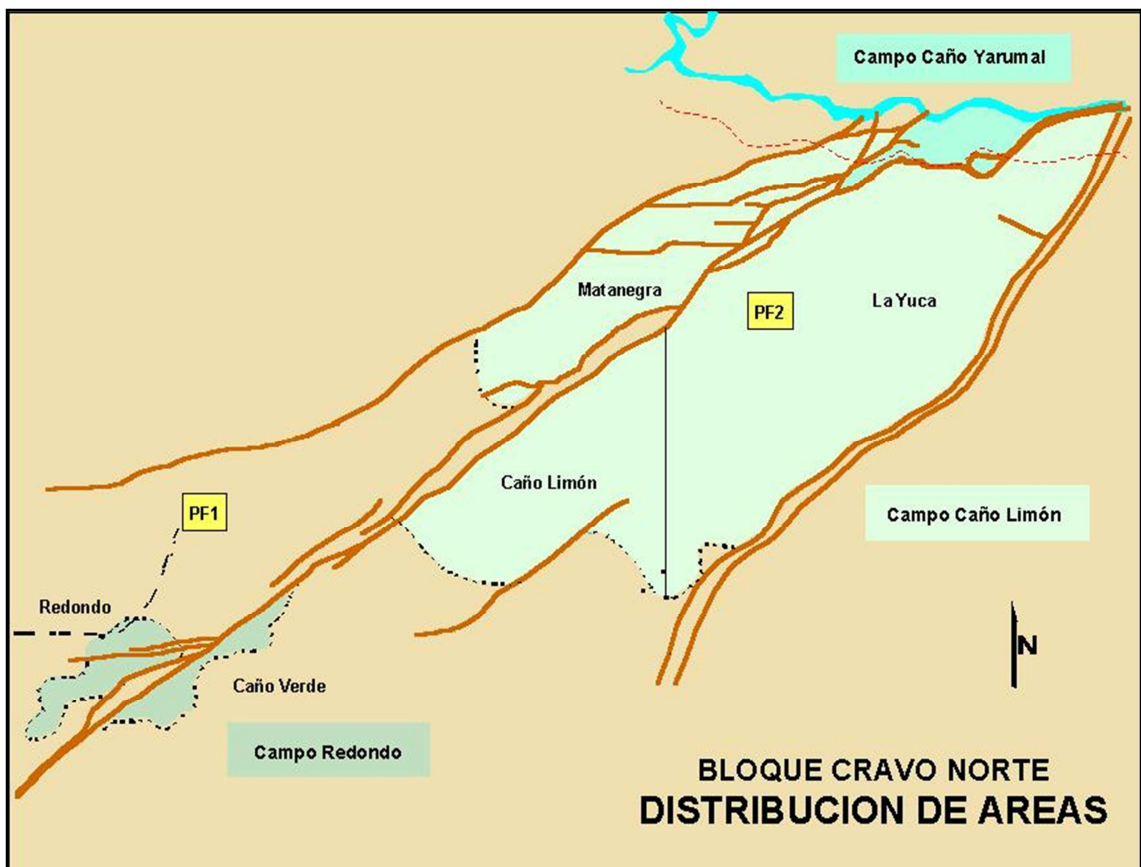 Campo Caño Yarumal
Matanegra
La Yuca
PF2
Caño Limón
PF1
Campo Caño Limón
Redondo
N
Caño Verde
Campo Redondo
BLOQUE CRAVO NORTE
DISTRIBUCION DE AREAS